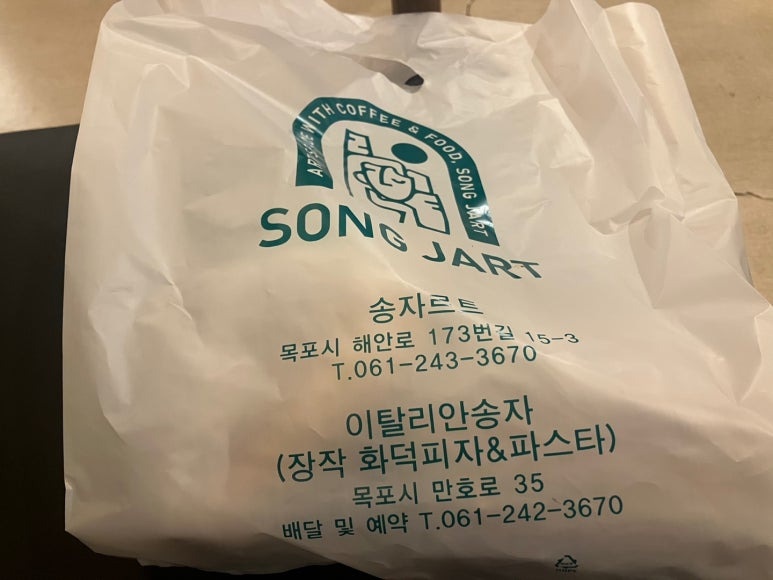 WITH COFFEE & FOOD, SONG JART
SONG JART
송자르트
목포시 해안로 173번길 15-3
T.061-243-3670
이탈리안송자
(장작 화덕피자&파스타)
목포시 만호로 35
배달 및 예약 T.061-242-3670